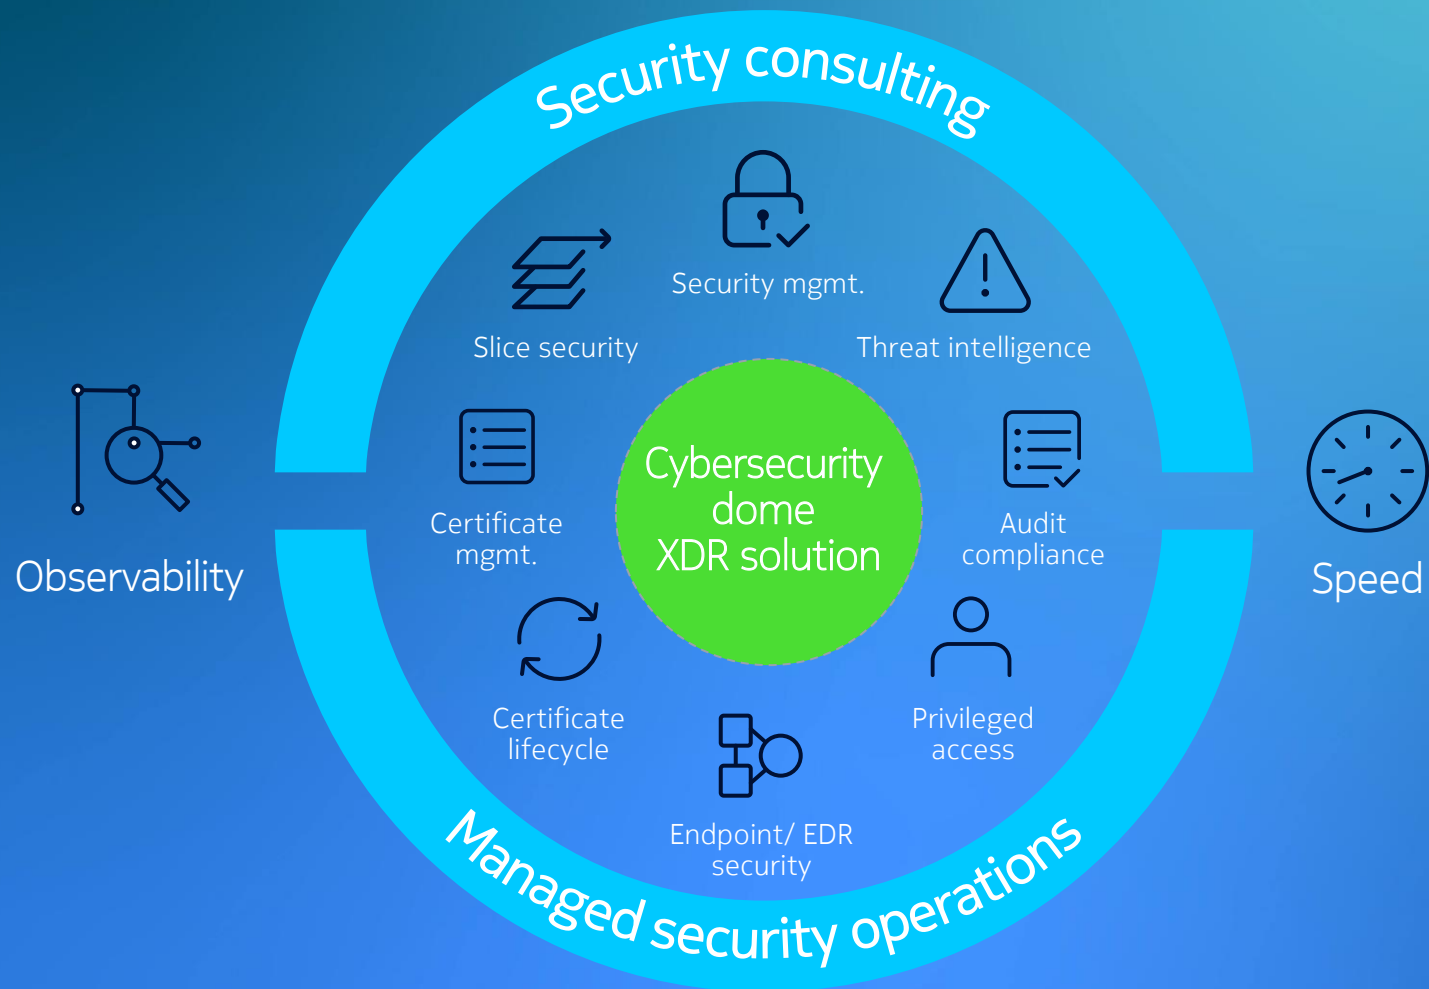 Security consulting
Security mgmt.
Slice security
Threat intelligence
Certificate
mgmt.
Cybersecurity
dome
XDR solution
Audit
compliance
Observability
Speed
Certificate
lifecycle
Privileged
access
Endpoint/ EDR
security
Managed security operations